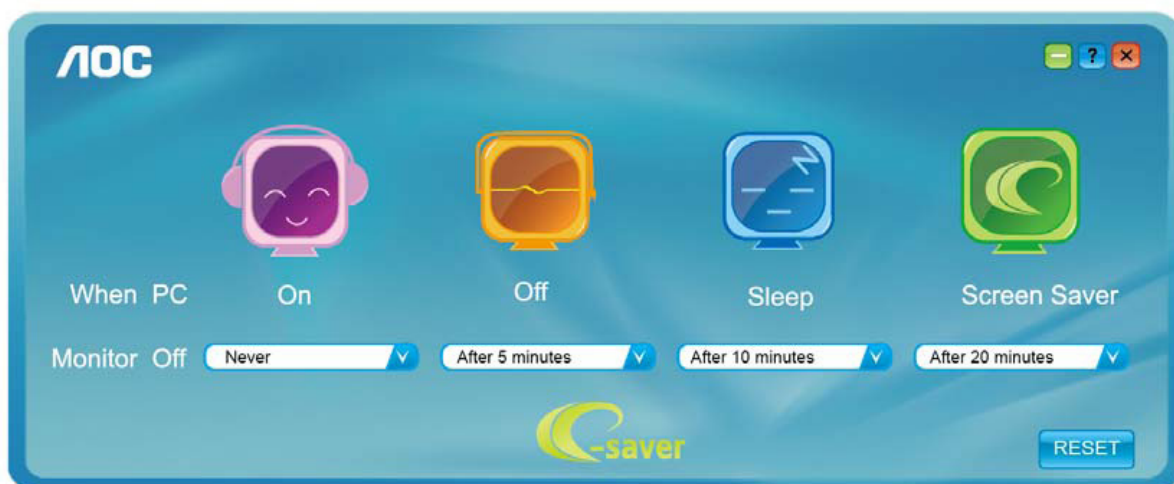 AOC
?
When PC On Off Sleep Screen Saver
Monitor Off Never After 5 minutes After 10 minutes After 20 minutes
e-saver
RESET